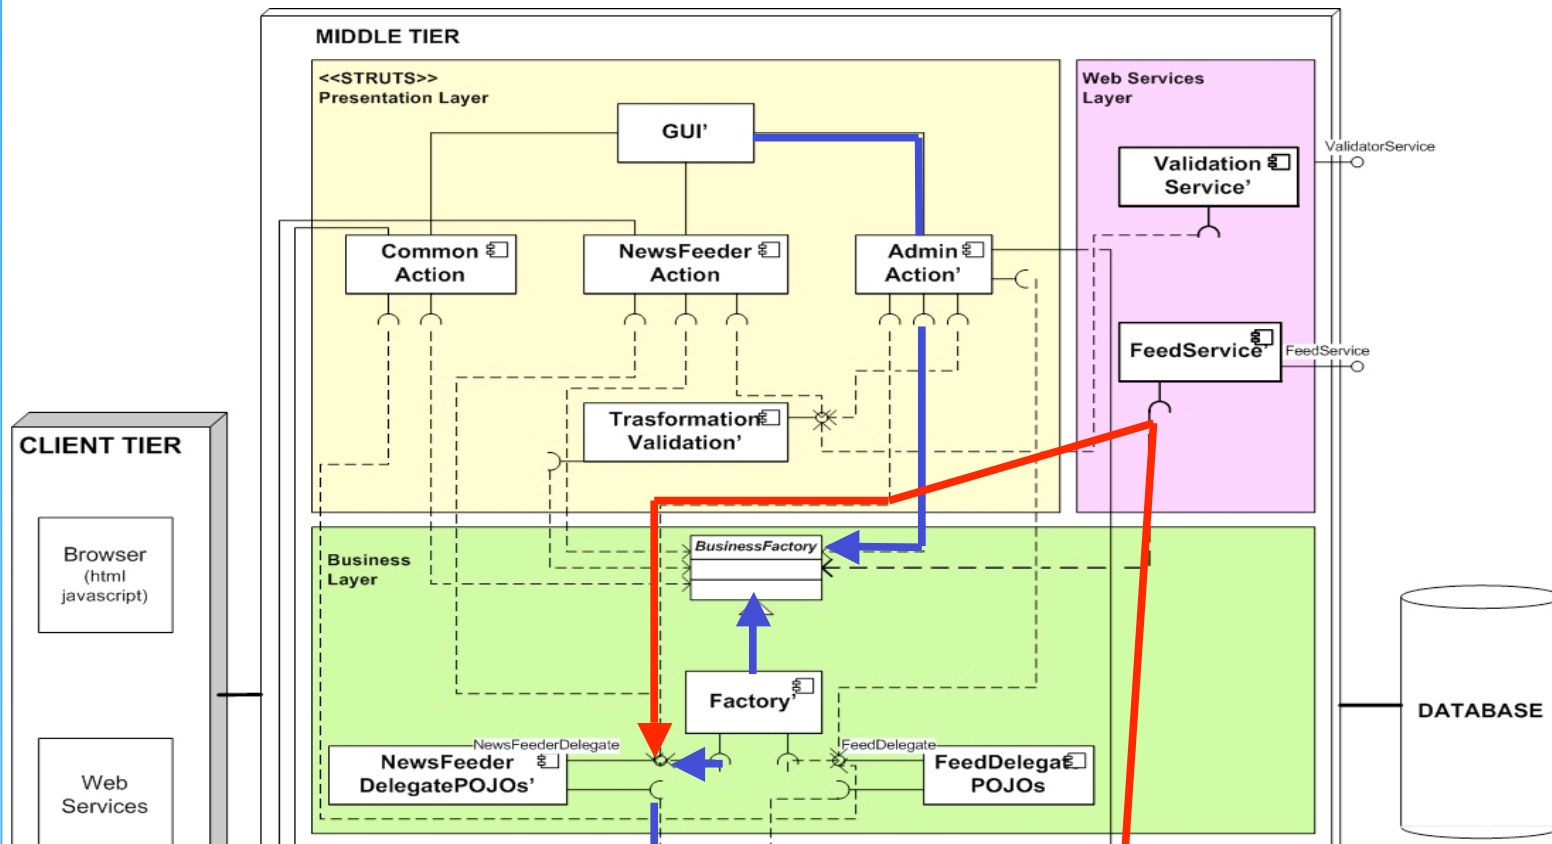 MIDDLE TIER
<<STRUTS>>
Presentation Layer
Web Services
Layer
GUI’
Validation
Service’
ValidatorService
Common
Action
NewsFeeder
Action
Admin
Action’
FeedService’
FeedService
Trasformation
Validation’
CLIENT TIER
Browser
(html
javascript)
Web
Services
Business
Layer
BusinessFactory
Factory’
NewsFeederDelegate
NewsFeeder
DelegatePOJOs’
FeedDelegate
FeedDelegat
POJOs
DATABASE